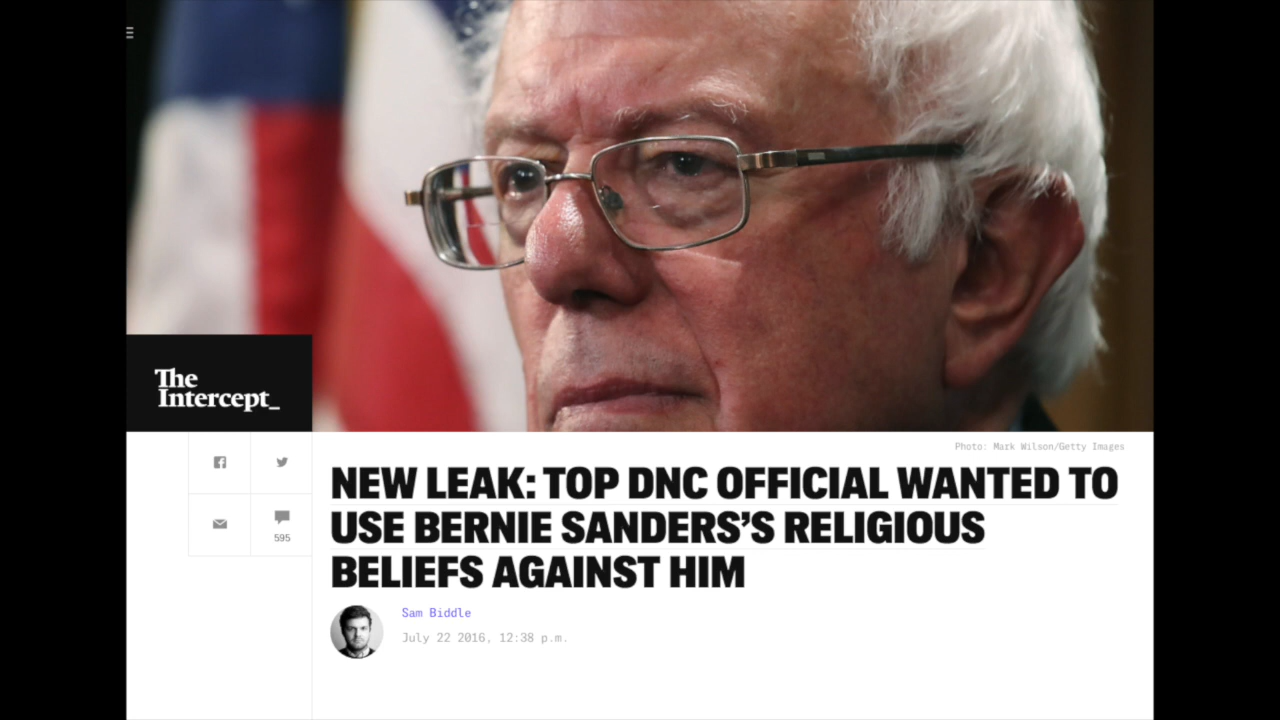 The
Intercept_
Photo: Mark Wilson/Getty Images
NEW LEAK: TOP DNC OFFICIAL WANTED TO
USE BERNIE SANDERS’S RELIGIOUS
BELIEFS AGAINST HIM
595
Sam Biddle
July 22 2016, 12:38 p.m.